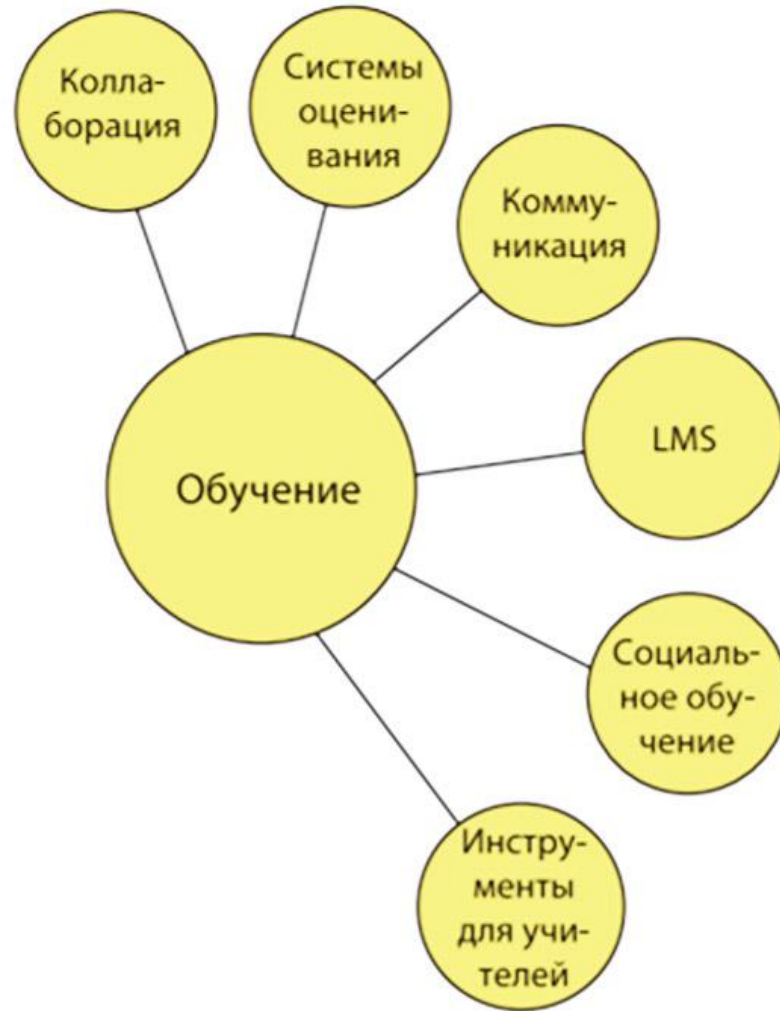 Колла-
борация
Системы
оцени-
вания
Комму-
никация
LMS
Обучение
Социаль-
ное обу-
чение
Инстру-
менты
для учи-
телей